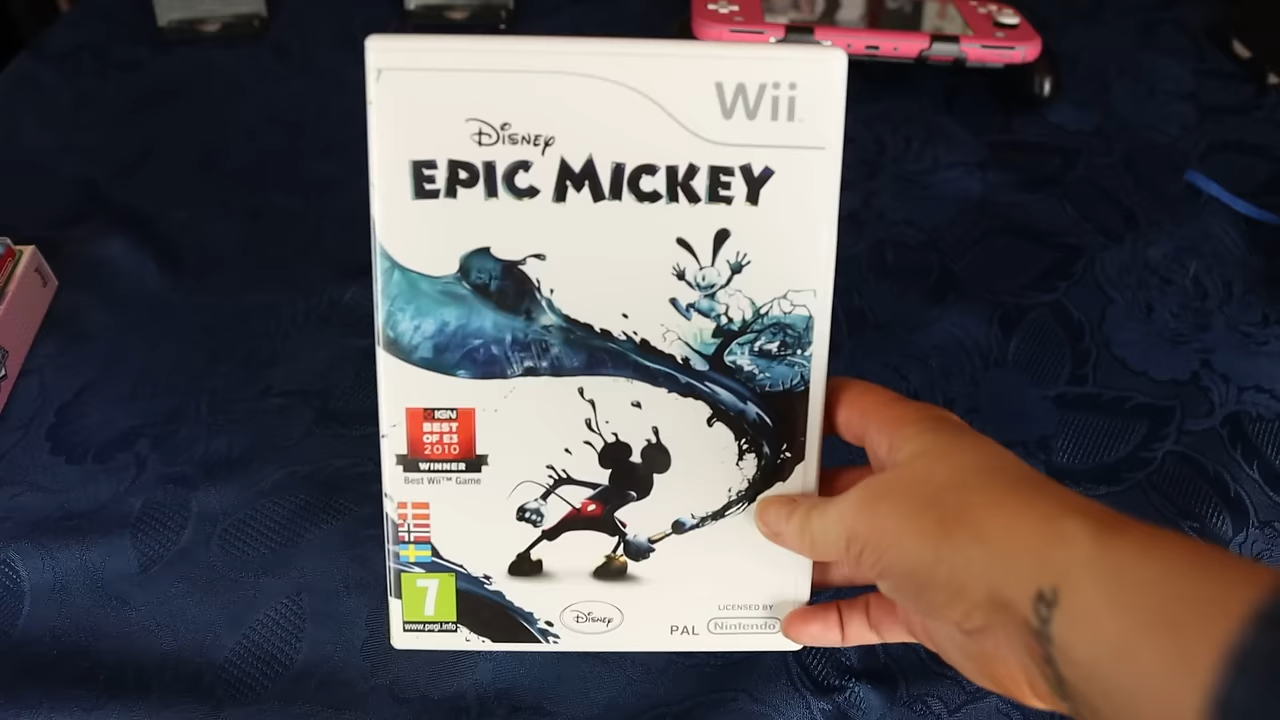 Wii
Disney
EPIC MICKEY
IGN
BEST
OF E3
2010
WINNER
Best Wii™ Game
7
www.pegi.info
Disney
LICENSED BY
PAL Nintendo